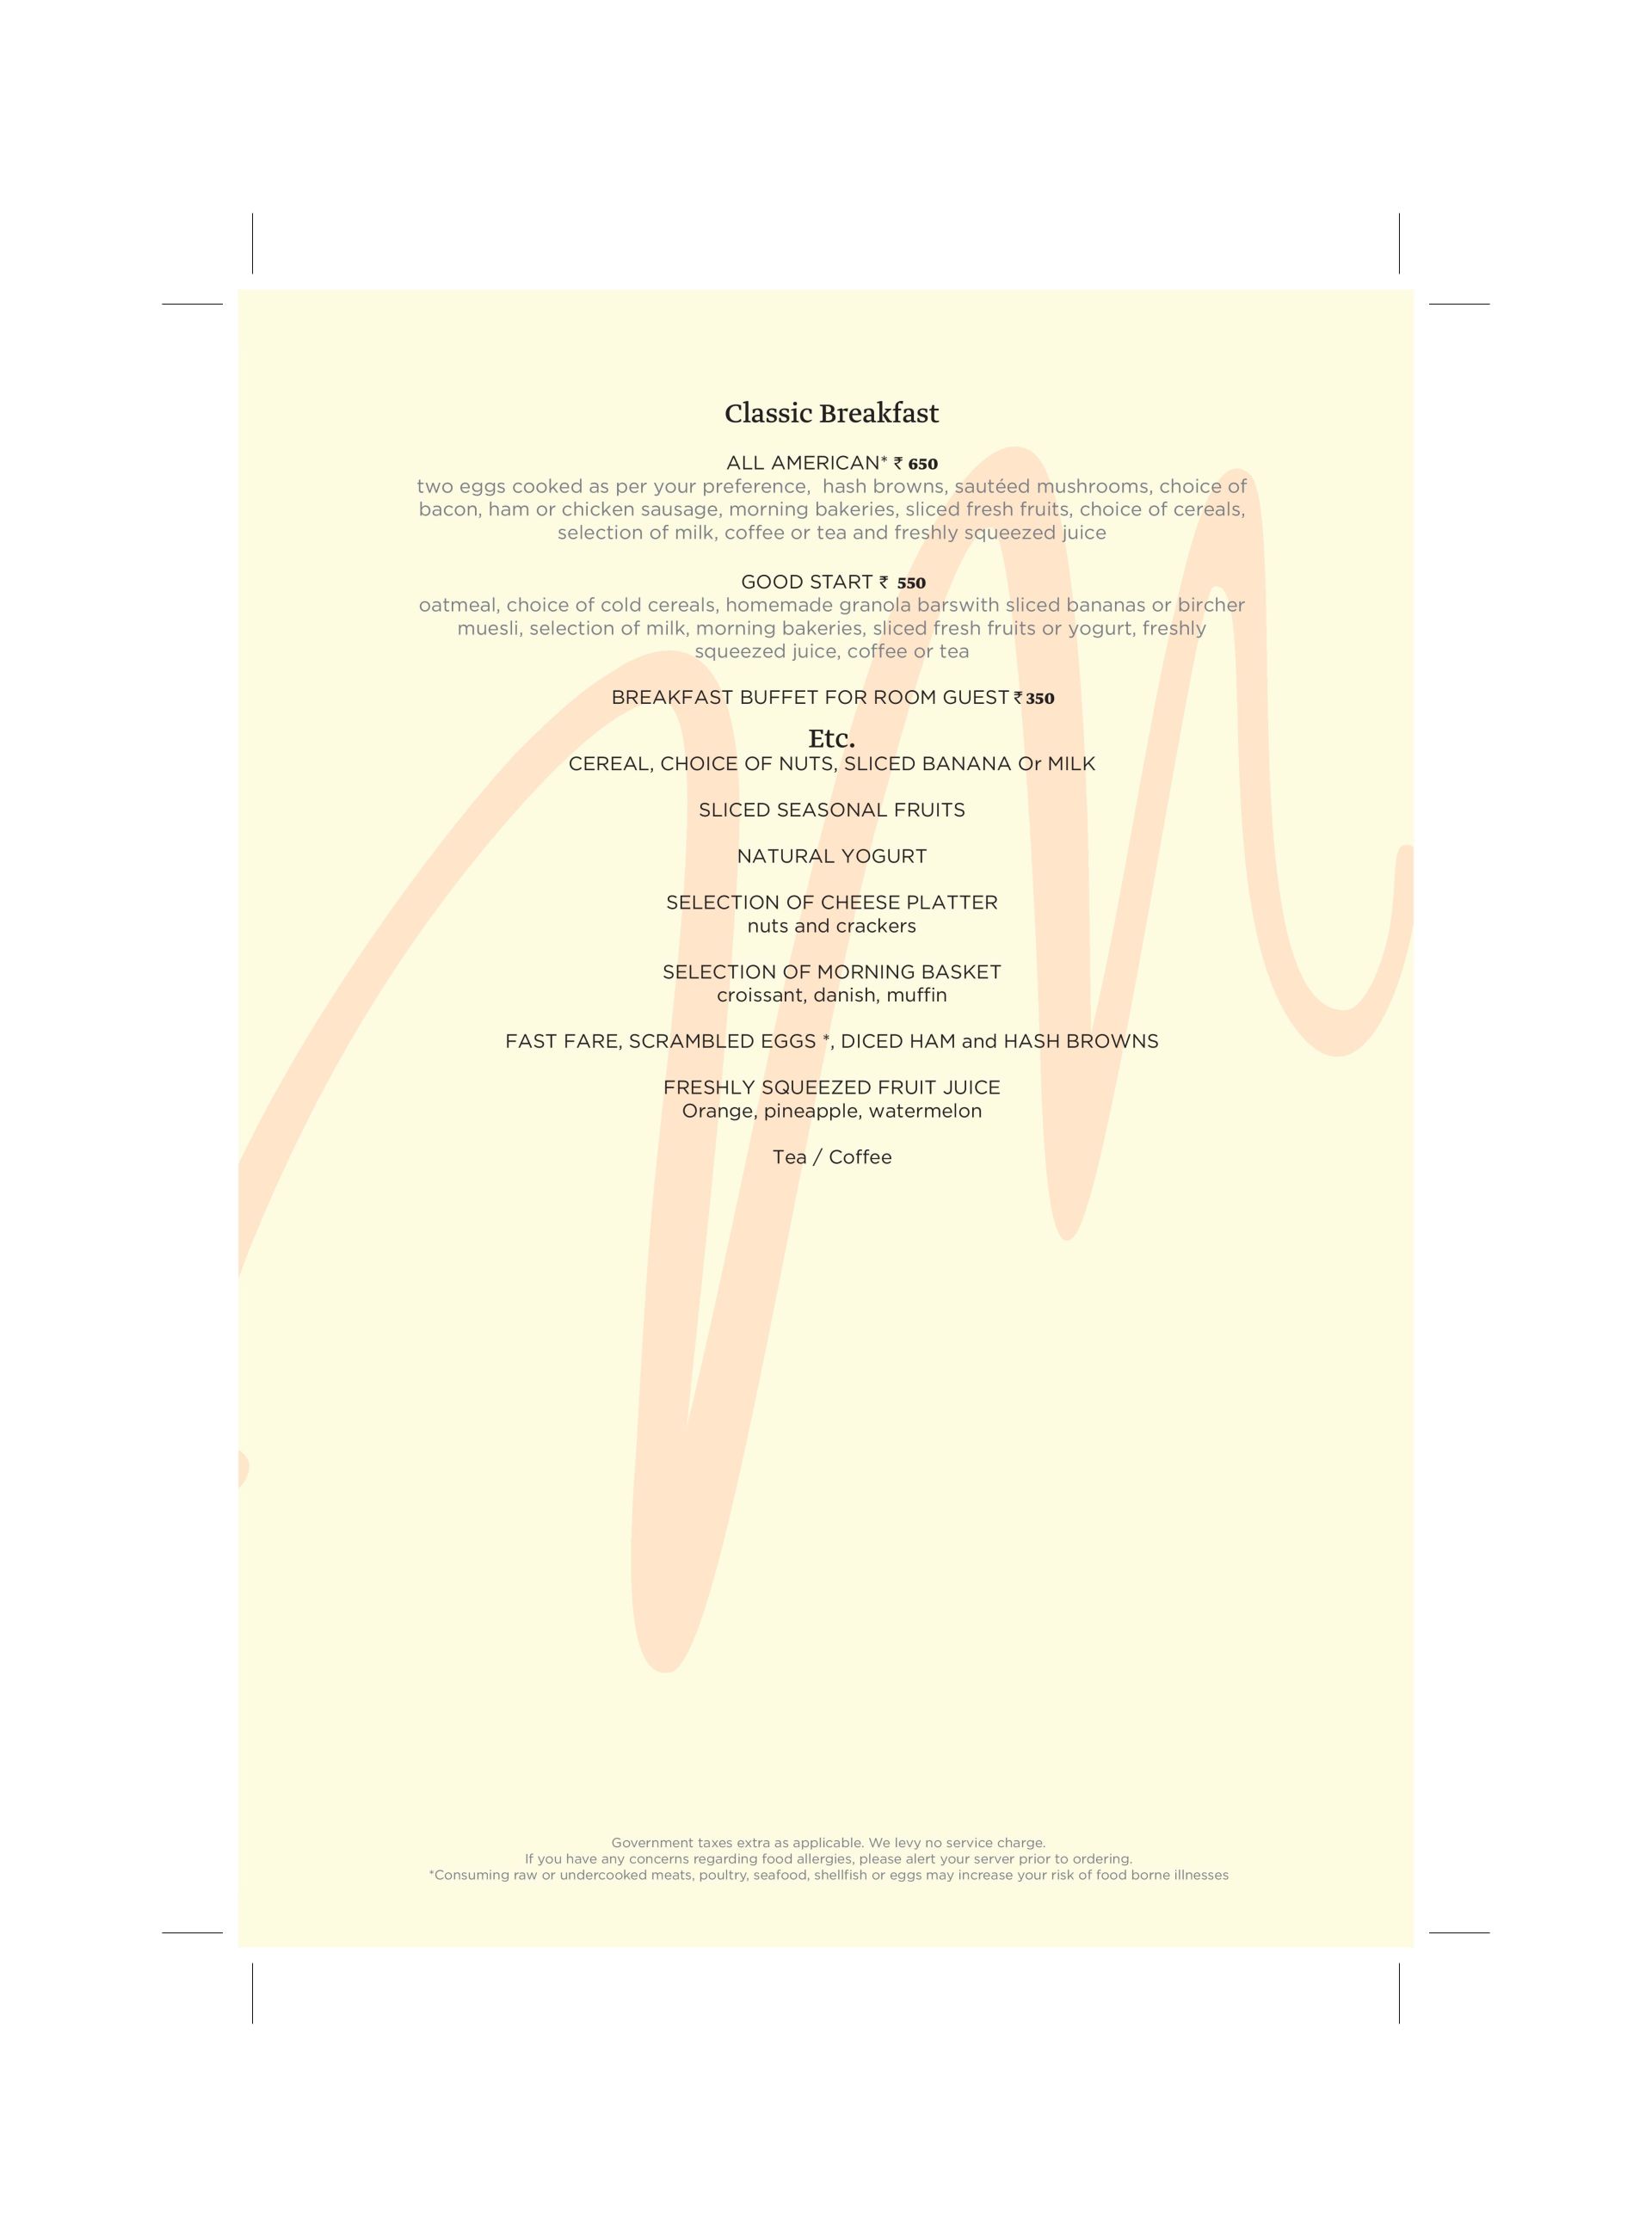 Classic Breakfast
ALL AMERICAN* ₹ 650
two eggs cooked as per your preference,  hash browns, sautéed mushrooms, choice of
bacon, ham or chicken sausage, morning bakeries, sliced fresh fruits, choice of cereals,
selection of milk, coffee or tea and freshly squeezed juice
GOOD START ₹ 550
oatmeal, choice of cold cereals, homemade granola barswith sliced bananas or bircher
muesli, selection of milk, morning bakeries, sliced fresh fruits or yogurt, freshly
squeezed juice, coffee or tea
BREAKFAST BUFFET FOR ROOM GUEST ₹ 350
Etc.
CEREAL, CHOICE OF NUTS, SLICED BANANA Or MILK
SLICED SEASONAL FRUITS
NATURAL YOGURT
SELECTION OF CHEESE PLATTER
nuts and crackers
SELECTION OF MORNING BASKET
croissant, danish, muffin
FAST FARE, SCRAMBLED EGGS *, DICED HAM and HASH BROWNS
FRESHLY SQUEEZED FRUIT JUICE
Orange, pineapple, watermelon
Tea / Coffee
Government taxes extra as applicable. We levy no service charge.
If you have any concerns regarding food allergies, please alert your server prior to ordering.
*Consuming raw or undercooked meats, poultry, seafood, shellfish or eggs may increase your risk of food borne illnesses